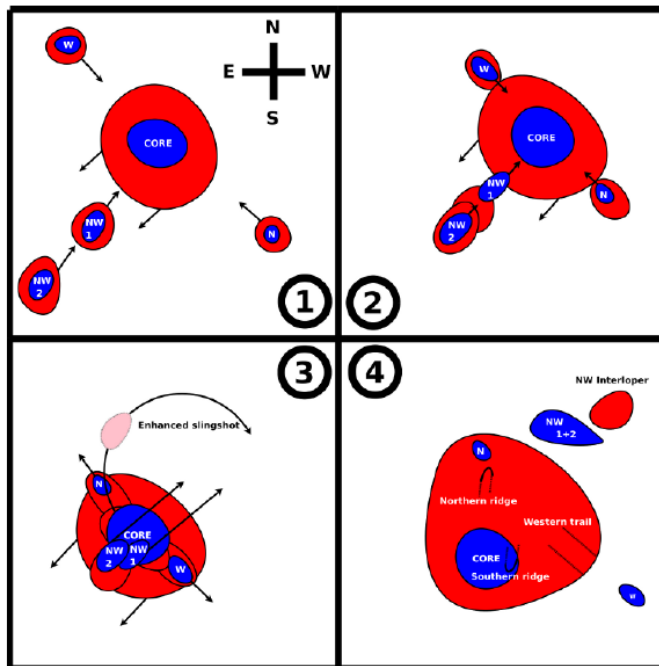 W
N
E
W
S
CORE
NW
1
N
NW
2
1
W
CORE
NW
1
N
NW
2
2
3
Enhanced slingshot
N
CORE
NW
2
NW
1
W
4
NW Interloper
NW
1+2
N
Northern ridge
Western trail
CORE
Southern ridge
W